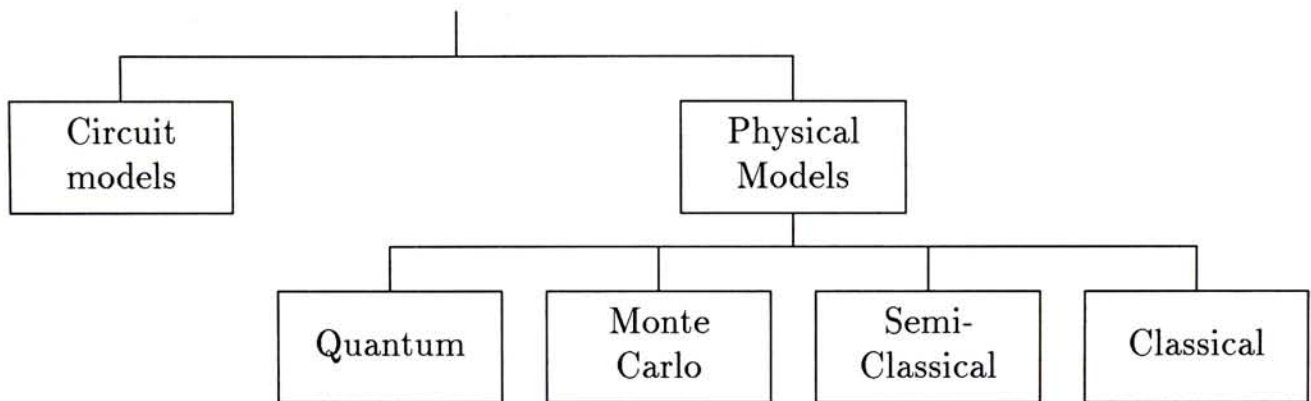 Circuit
models
Physical
Models
Quantum
Monte
Carlo
Semi-
Classical
Classical